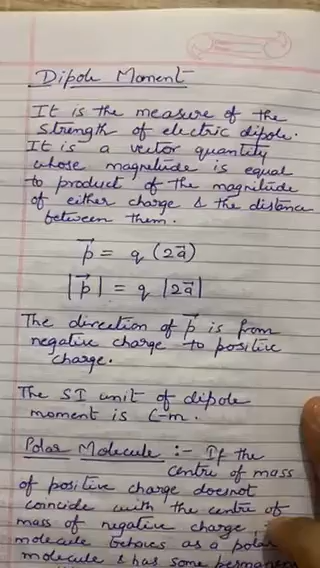 Dipole Moment
It is the measure of the
strength of electric dipole.
It is a vector quantity
whose magnitude is equal
to product of the magnitude
of either charge & the distance
between them.
p⃗ = q (2a⃗)
|p⃗| = q |2a⃗|
The direction of p⃗ is from
negative charge to positive
charge.
The SI unit of dipole
moment is C-m.
Polar Molecule :- If the
centre of mass
of positive charge doesnot
coincide with the centre of
mass of negative charge,
molecule behaves as a polar
molecule & has some permanent